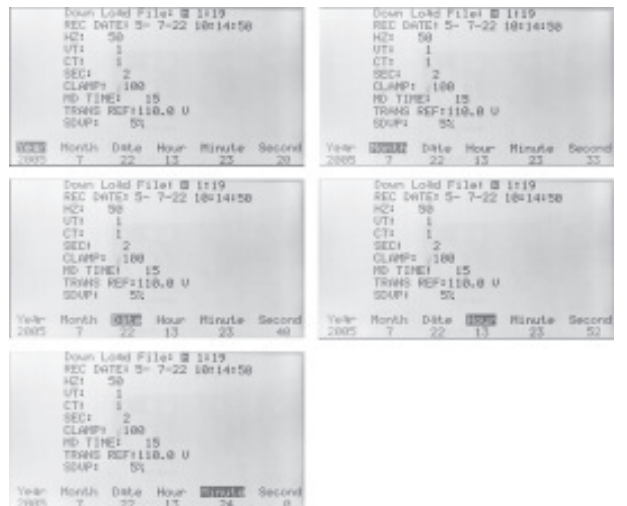 Down Load File: 1:19
REC DATE: 5- 7-22 10:14:50
HZ: 50
VT: 1
CT: 1
SEC: 2
CLAMP: 100
MD TIME: 15
TRANS REF:110.0 V
SDVP: 5%
Year Month Date Hour Minute Second
2005 7 22 13 23 20
Down Load File: 1:19
REC DATE: 5- 7-22 10:14:50
HZ: 50
VT: 1
CT: 1
SEC: 2
CLAMP: 100
MD TIME: 15
TRANS REF:110.0 V
SDVP: 5%
Year Month Date Hour Minute Second
2005 7 22 13 23 33
Down Load File: 1:19
REC DATE: 5- 7-22 10:14:50
HZ: 50
VT: 1
CT: 1
SEC: 2
CLAMP: 100
MD TIME: 15
TRANS REF:110.0 V
SDVP: 5%
Year Month Date Hour Minute Second
2005 7 22 13 23 40
Down Load File: 1:19
REC DATE: 5- 7-22 10:14:50
HZ: 50
VT: 1
CT: 1
SEC: 2
CLAMP: 100
MD TIME: 15
TRANS REF:110.0 V
SDVP: 5%
Year Month Date Hour Minute Second
2005 7 22 13 23 52
Down Load File: 1:19
REC DATE: 5- 7-22 10:14:50
HZ: 50
VT: 1
CT: 1
SEC: 2
CLAMP: 100
MD TIME: 15
TRANS REF:110.0 V
SDVP: 5%
Year Month Date Hour Minute Second
2005 7 22 13 24 0